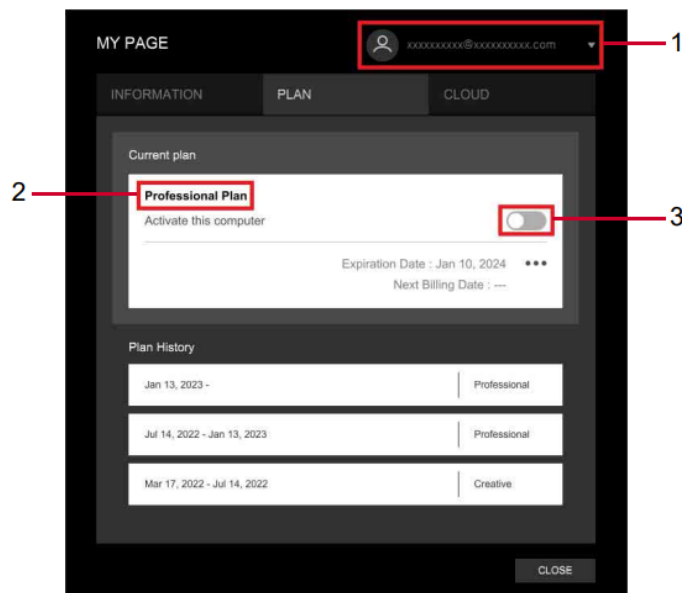 MY PAGE
xxxxxxxxxx@xxxxxxxxxx.com
1
INFORMATION PLAN CLOUD
Current plan
2
Professional Plan
Activate this computer
3
Expiration Date : Jan 10, 2024
Next Billing Date : ---
Plan History
Jan 13, 2023 - Professional
Jul 14, 2022 - Jan 13, 2023 Professional
Mar 17, 2022 - Jul 14, 2022 Creative
CLOSE